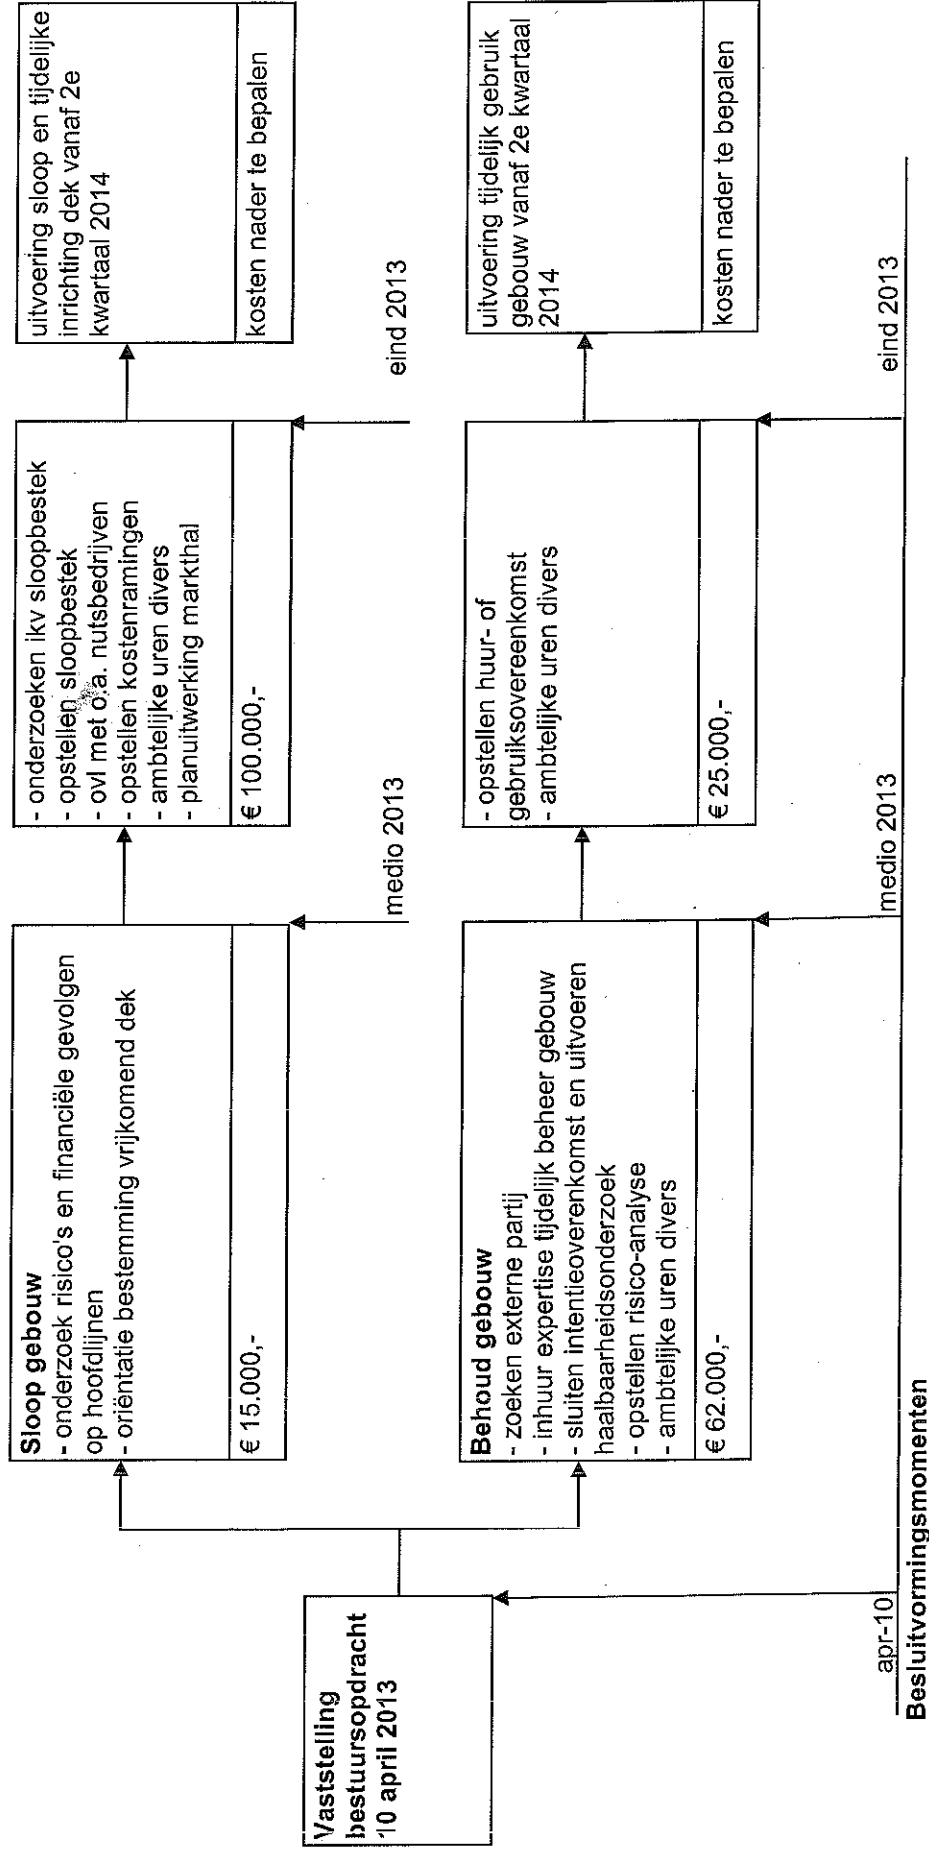 Vaststelling
bestuursopdracht
10 april 2013
Sloop gebouw
- onderzoek risico's en financiële gevolgen
op hoofdlijnen
- oriëntatie bestemming vrijkomend dek
€ 15.000,-
- onderzoeken ikv sloopbestek
- opstellen sloopbestek
- ovl met o.a. nutsbedrijven
- opstellen kostenramingen
- ambtelijke uren divers
- planuitwerking markthal
€ 100.000,-
uitvoering sloop en tijdelijke
inrichting dek vanaf 2e
kwartaal 2014
kosten nader te bepalen
medio 2013
eind 2013
Behoud gebouw
- zoeken externe partij
- inhuur expertise tijdelijk beheer gebouw
- sluiten intentieoverenkomst en uitvoeren
haalbaarheidsonderzoek
- opstellen risico-analyse
- ambtelijke uren divers
€ 62.000,-
- opstellen huur- of
gebruiksovereenkomst
- ambtelijke uren divers
€ 25.000,-
uitvoering tijdelijk gebruik
gebouw vanaf 2e kwartaal
2014
kosten nader te bepalen
apr-10
medio 2013
eind 2013
Besluitvormingsmomenten